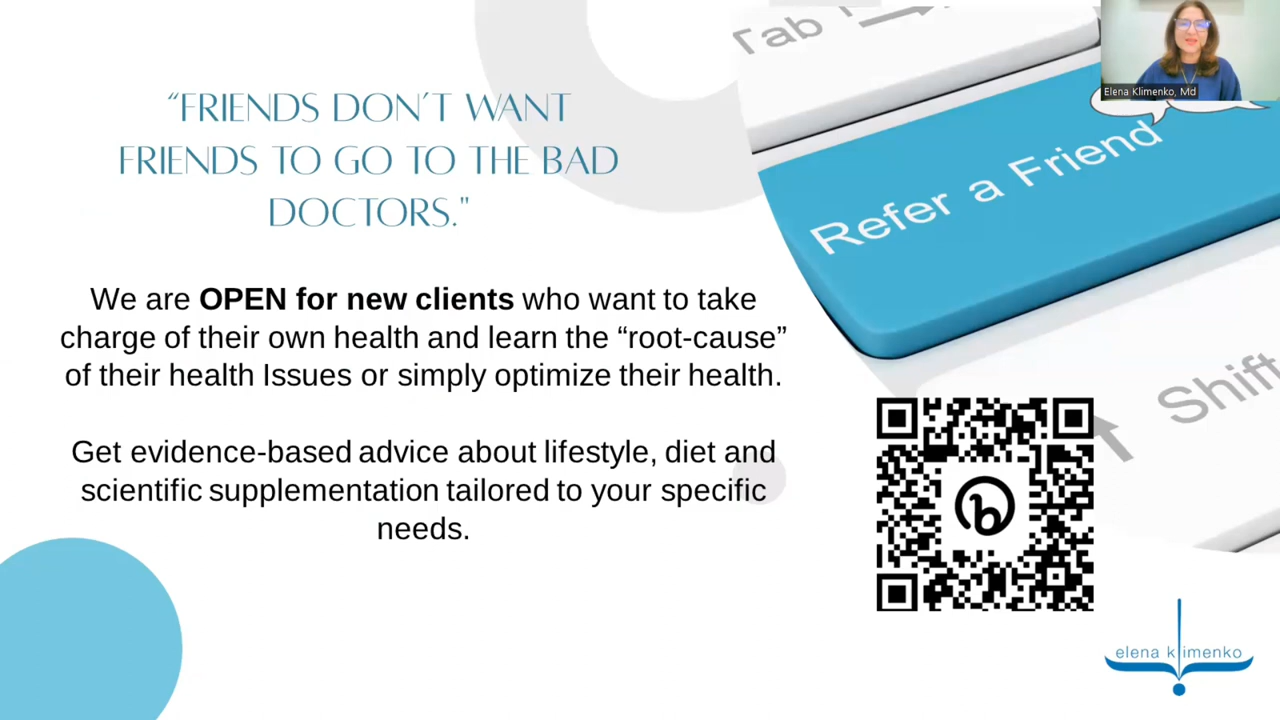 Tab
Elena Klimenko, Md
“FRIENDS DON’T WANT
FRIENDS TO GO TO THE BAD
DOCTORS."
Refer a Friend
We are OPEN for new clients who want to take
charge of their own health and learn the “root-cause”
of their health Issues or simply optimize their health.
Shift
Get evidence-based advice about lifestyle, diet and
scientific supplementation tailored to your specific
needs.
b
elena klimenko